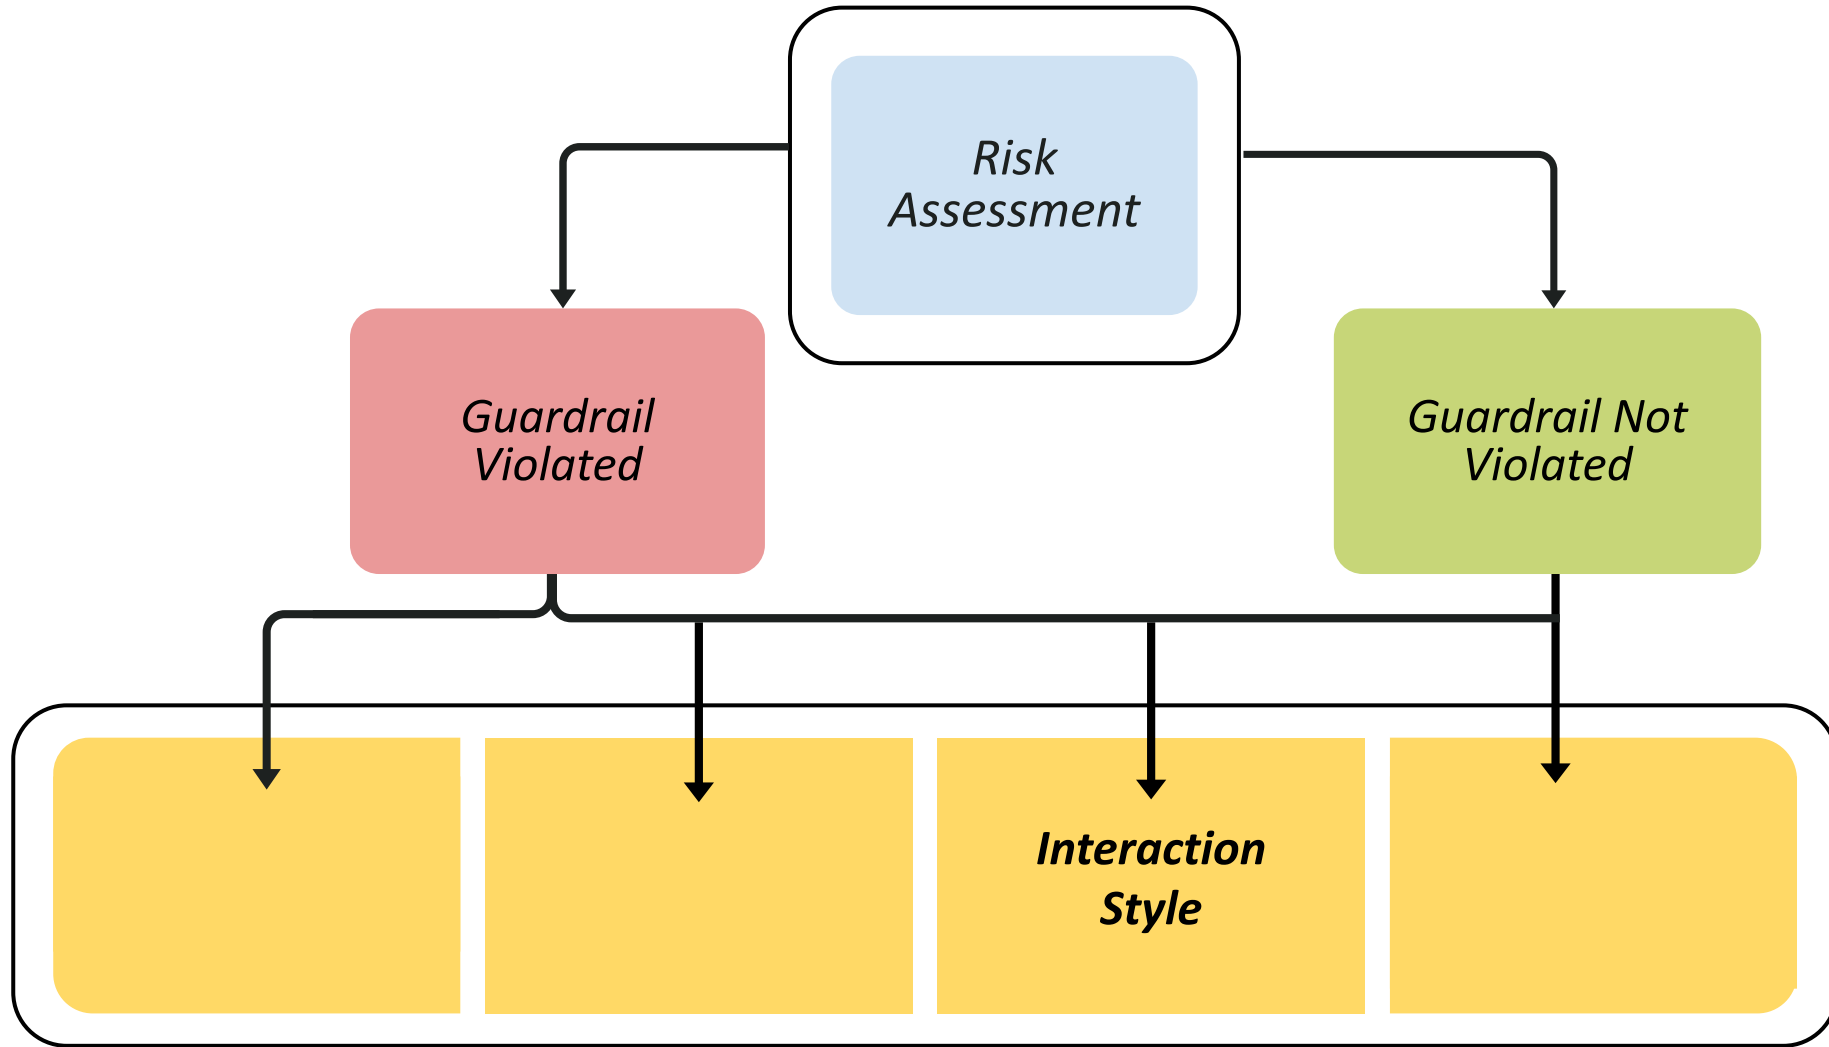 Risk
Assessment
Guardrail
Violated
Guardrail Not
Violated
Interaction
Style